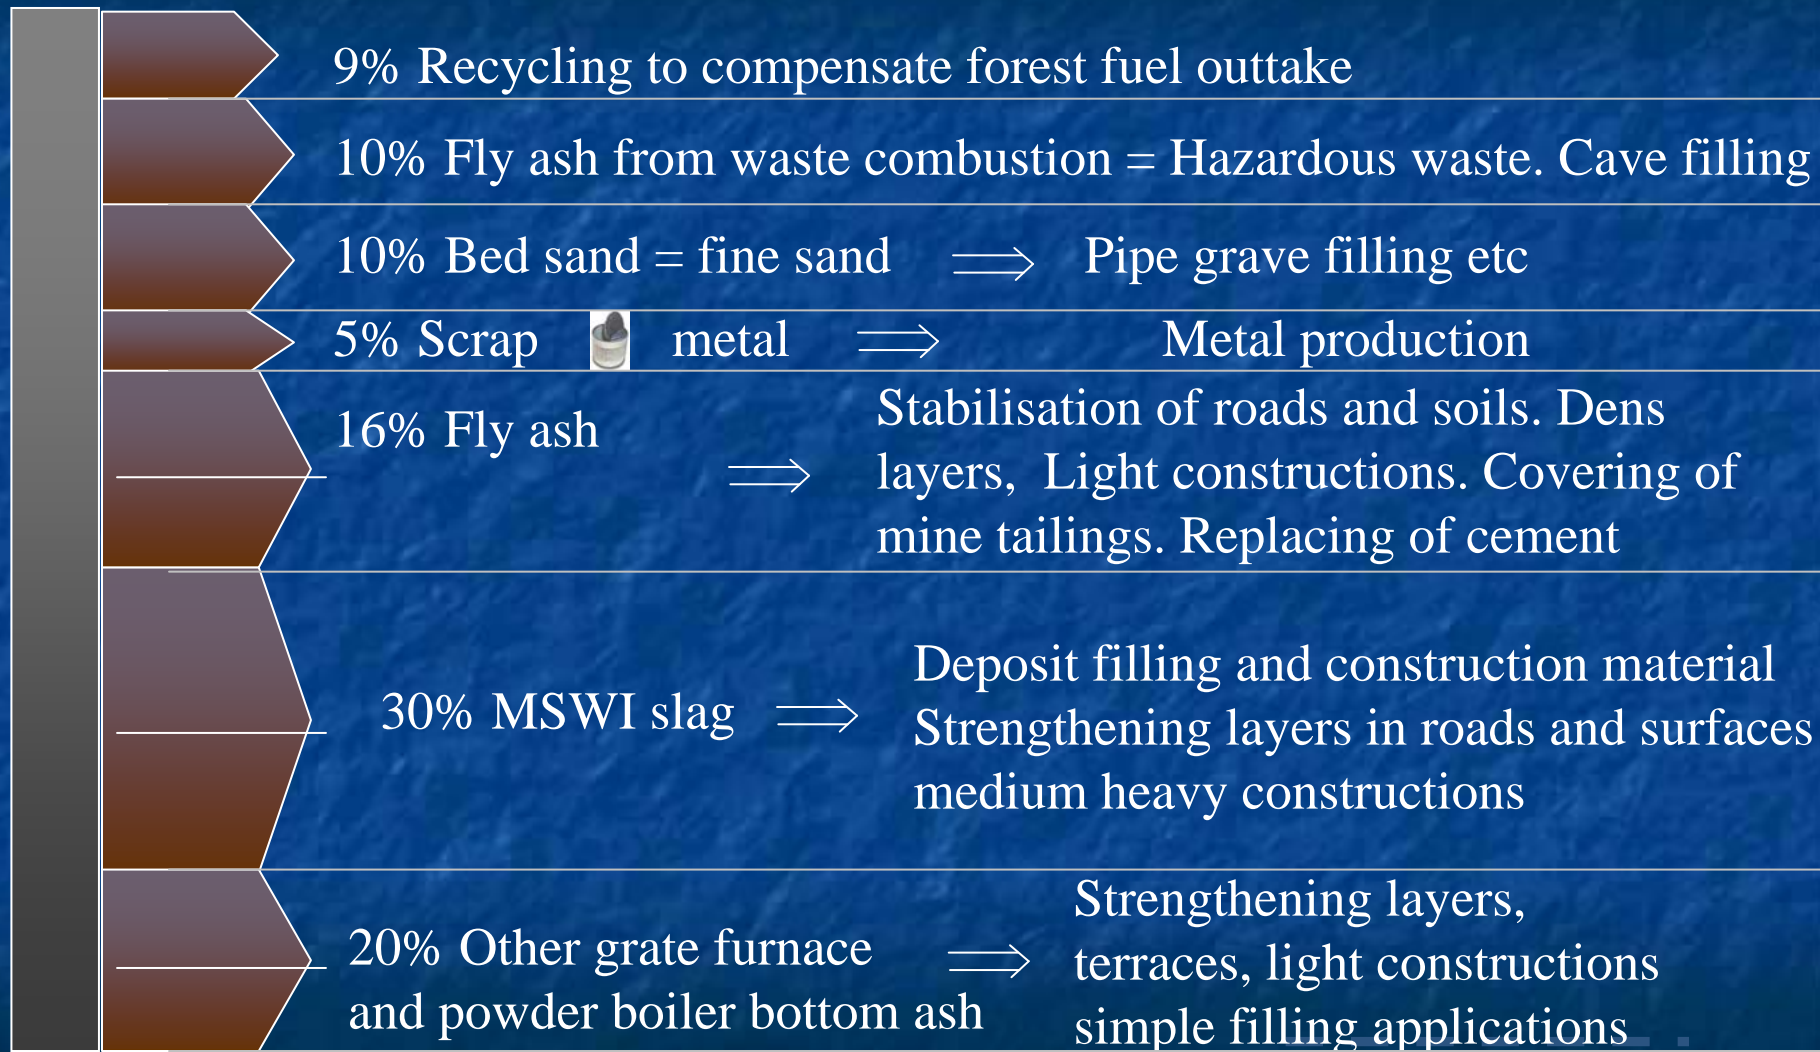 9% Recycling to compensate forest fuel outtake
10% Fly ash from waste combustion = Hazardous waste. Cave filling
10% Bed sand = fine sand ⇒ Pipe grave filling etc
5% Scrap metal ⇒ Metal production
16% Fly ash ⇒
Stabilisation of roads and soils. Dens
layers, Light constructions. Covering of
mine tailings. Replacing of cement
30% MSWI slag ⇒
Deposit filling and construction material
Strengthening layers in roads and surfaces
medium heavy constructions
20% Other grate furnace
and powder boiler bottom ash ⇒
Strengthening layers,
terraces, light constructions
simple filling applications